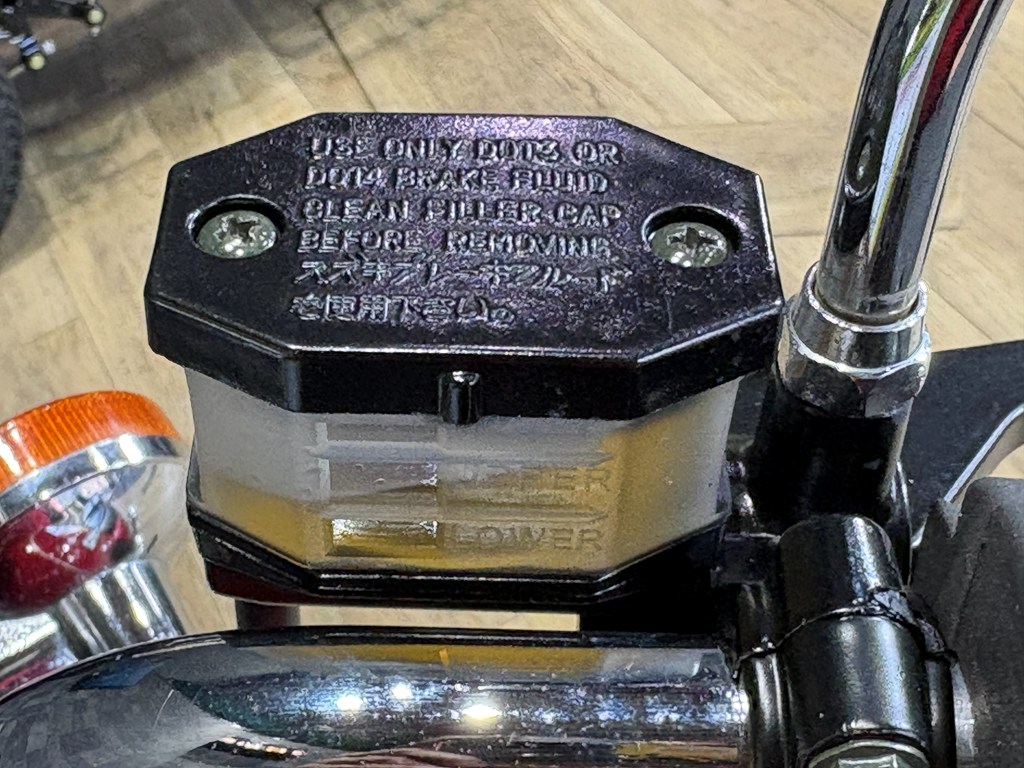 USE ONLY DOT3 OR
DOT4 BRAKE FLUID
CLEAN FILLER CAP
BEFORE REMOVING
スズキブレーキフルード
を使用下さい。
UPPER
LOWER